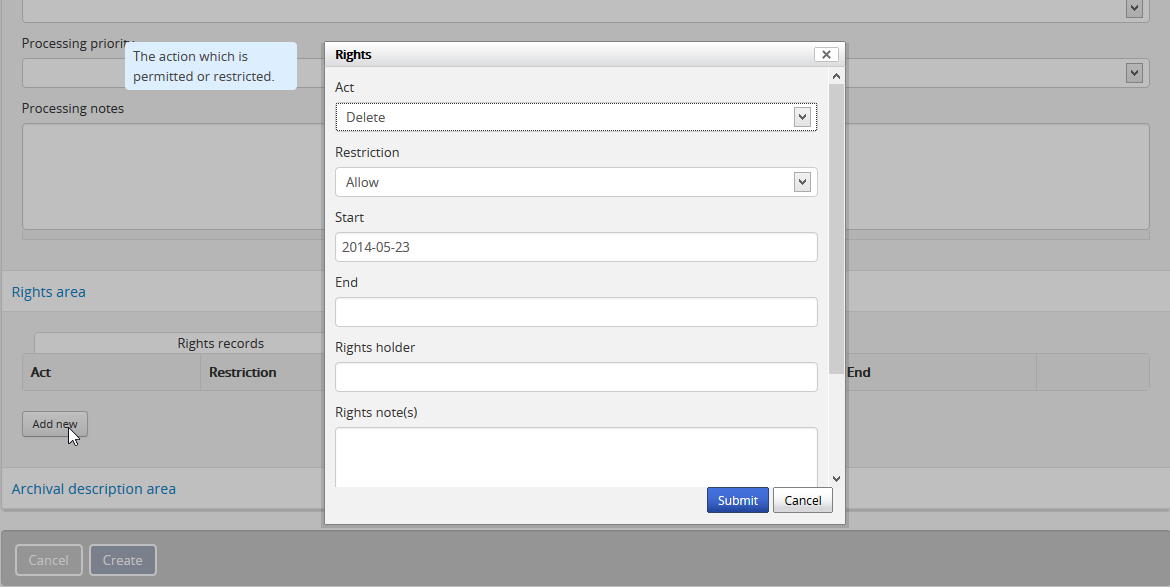 Processing priority
The action which is
permitted or restricted.
Processing notes
Rights
Act
Delete
Restriction
Allow
Start
2014-05-23
End
Rights holder
Rights note(s)
Submit
Cancel
Rights area
Rights records
Act
Restriction
End
Add new
Archival description area
Cancel
Create